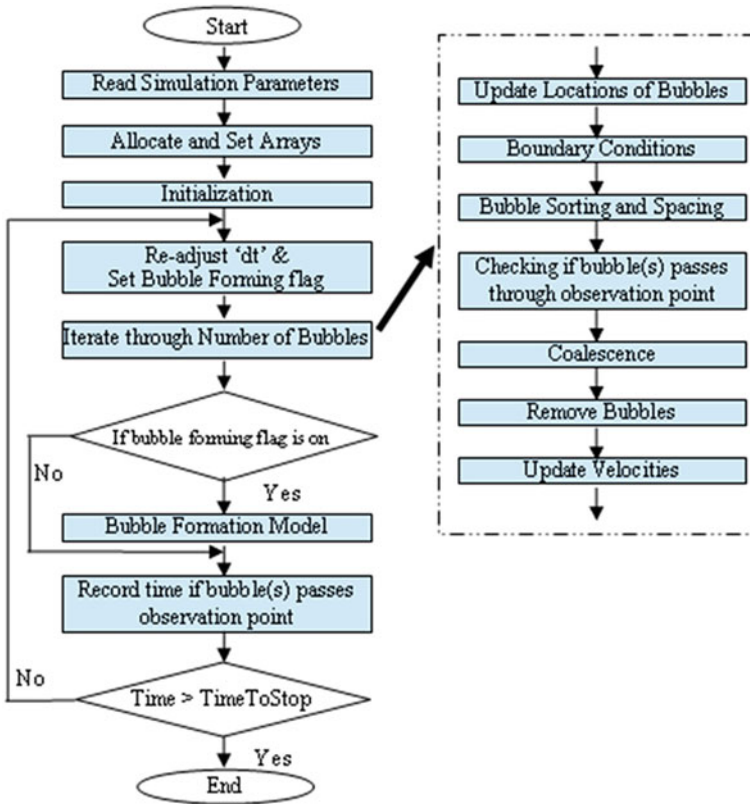 Start
Read Simulation Parameters
Allocate and Set Arrays
Initialization
Re-adjust ‘dt’ &
Set Bubble Forming flag
Iterate through Number of Bubbles
If bubble forming flag is on
No
Yes
Bubble Formation Model
Record time if bubble(s) passes
observation point
No
Time > TimeToStop
Yes
End
Update Locations of Bubbles
Boundary Conditions
Bubble Sorting and Spacing
Checking if bubble(s) passes
through observation point
Coalescence
Remove Bubbles
Update Velocities